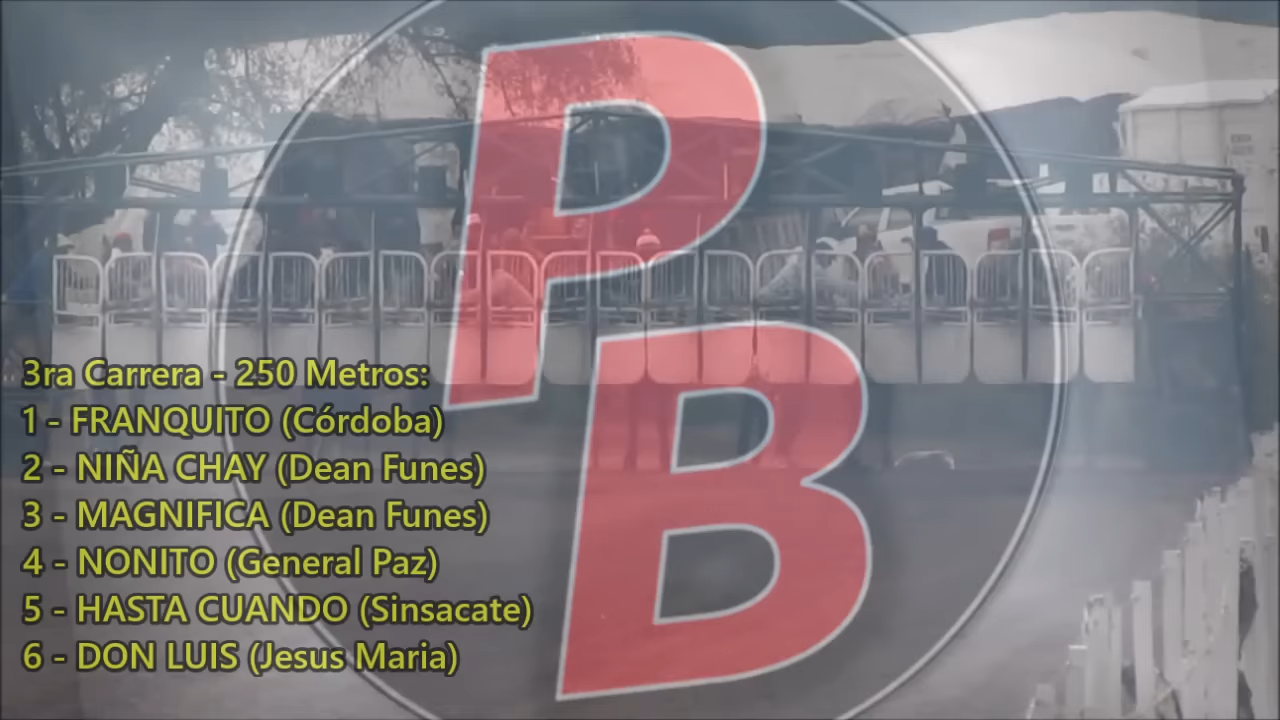 PB
3ra Carrera - 250 Metros:
1 - FRANQUITO (Córdoba)
2 - NIÑA CHAY (Dean Funes)
3 - MAGNIFICA (Dean Funes)
4 - NONITO (General Paz)
5 - HASTA CUANDO (Sinsacate)
6 - DON LUIS (Jesus Maria)